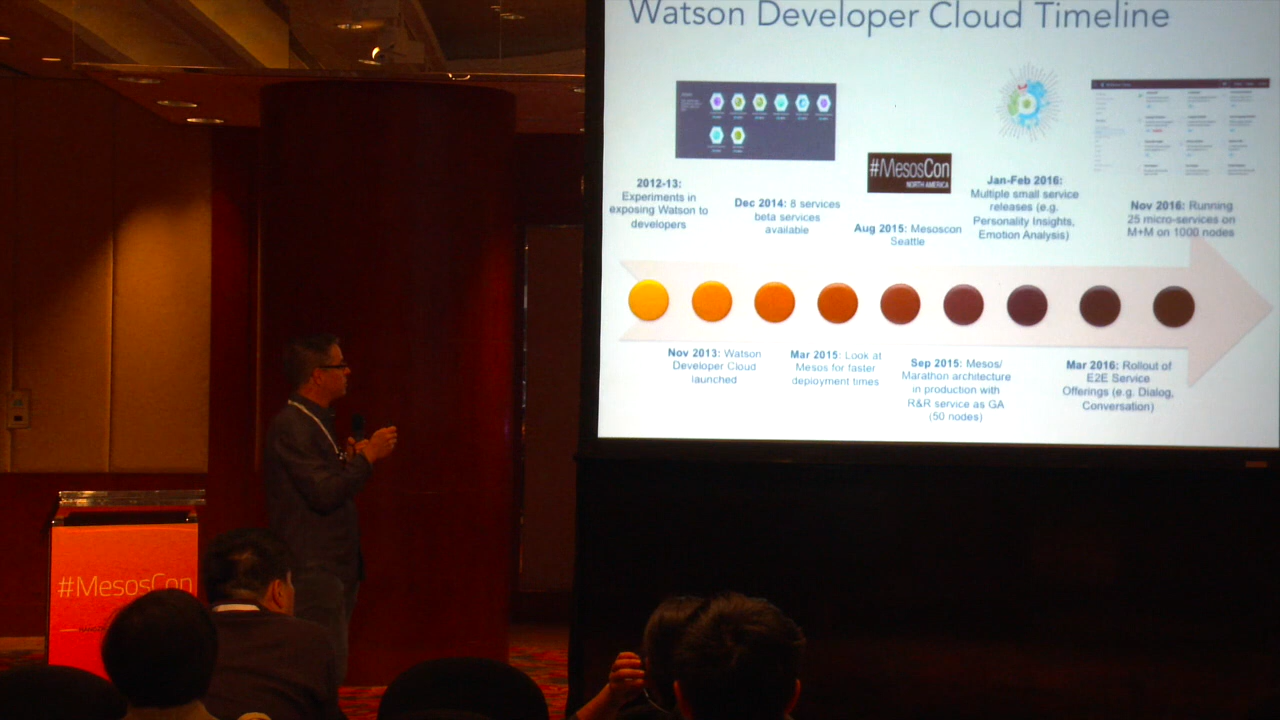 Watson Developer Cloud Timeline
#MesosCon
NORTH AMERICA
2012-13:
Experiments in
exposing Watson to
developers
Dec 2014: 8 services
beta services
available
Aug 2015: Mesoscon
Seattle
Jan-Feb 2016:
Multiple small service
releases (e.g.
Personality Insights,
Emotion Analysis)
Nov 2016: Running
25 micro-services on
M+M on 1000 nodes
Nov 2013: Watson
Developer Cloud
launched
Mar 2015: Look at
Mesos for faster
deployment times
Sep 2015: Mesos/
Marathon architecture
in production with
R&R service as GA
(50 nodes)
Mar 2016: Rollout of
E2E Service
Offerings (e.g. Dialog,
Conversation)
#MesosCon